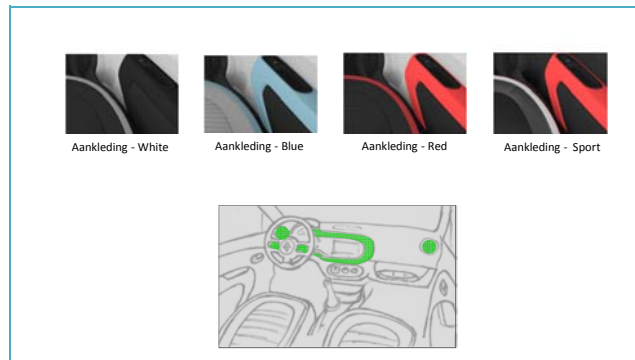 Aankleding - White
Aankleding - Blue
Aankleding - Red
Aankleding - Sport